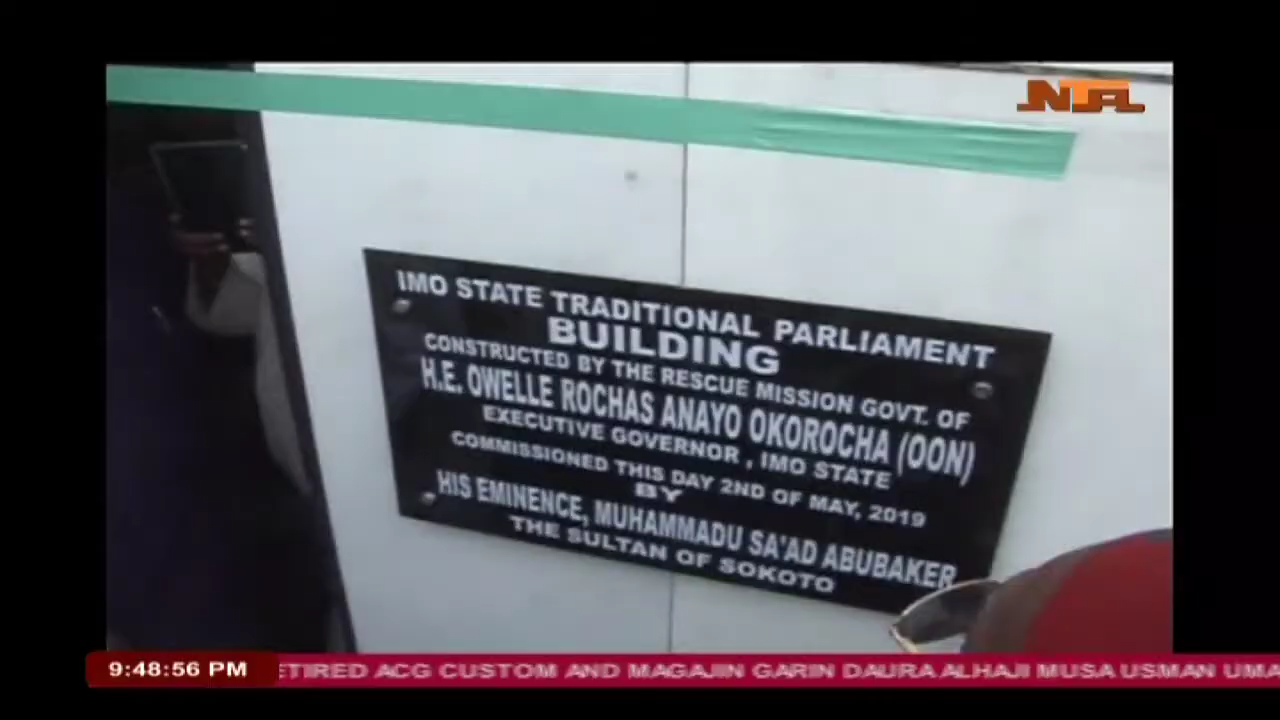 NTA
IMO STATE TRADITIONAL PARLIAMENT
BUILDING
CONSTRUCTED BY THE RESCUE MISSION GOVT. OF
H.E. OWELLE ROCHAS ANAYO OKOROCHA (OON)
EXECUTIVE GOVERNOR , IMO STATE
COMMISSIONED THIS DAY 2ND OF MAY, 2019
BY
HIS EMINENCE, MUHAMMADU SA'AD ABUBAKER
THE SULTAN OF SOKOTO
9:48:56 PM
ETIRED ACG CUSTOM AND MAGAJIN GARIN DAURA ALHAJI MUSA USMAN UMA